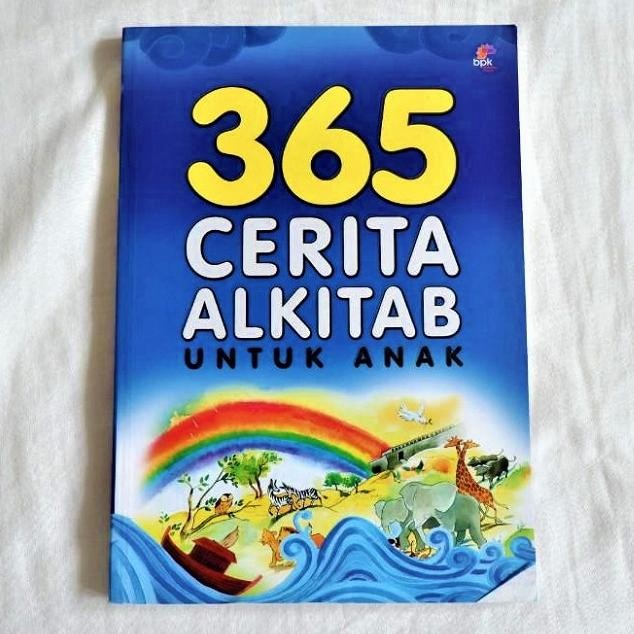 bpk
365
CERITA
ALKITAB
UNTUK ANAK